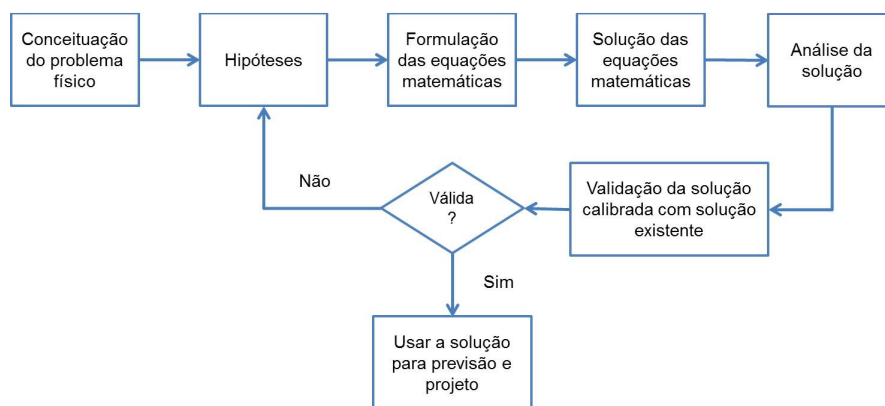 Conceituação
do problema
físico
Hipóteses
Formulação
das equações
matemáticas
Solução das
equações
matemáticas
Análise da
solução
Não
Válida
?
Validação da solução
calibrada com solução
existente
Sim
Usar a solução
para previsão e
projeto